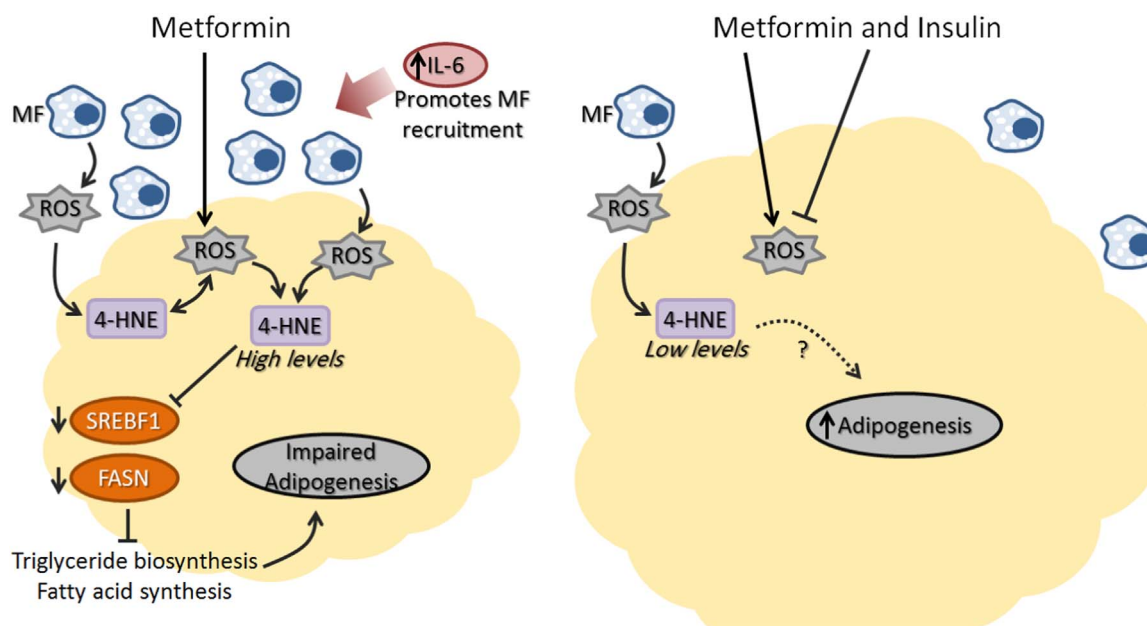 Metformin
IL-6
Promotes MF
recruitment
MF
ROS
ROS
ROS
4-HNE
4-HNE
High levels
SREBF1
FASN
Impaired
Adipogenesis
Triglyceride biosynthesis
Fatty acid synthesis
Metformin and Insulin
MF
ROS
ROS
4-HNE
Low levels
?
Adipogenesis